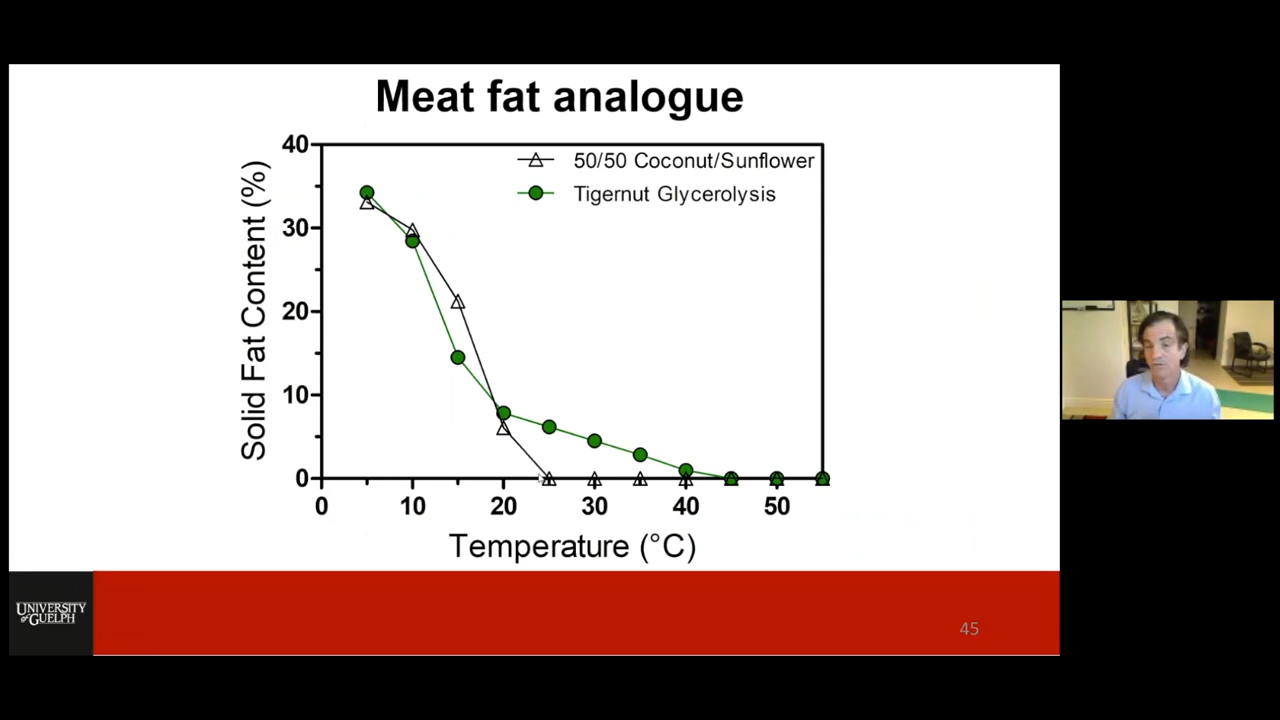 Meat fat analogue
40
30
20
10
0
Solid Fat Content (%)
50/50 Coconut/Sunflower
Tigernut Glycerolysis
0 10 20 30 40 50
Temperature (°C)
UNIVERSITY
of GUELPH
45